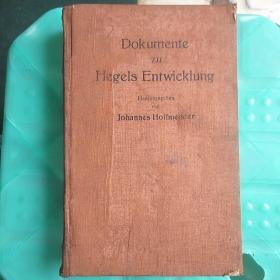 Dokumente
zu
Hegels Entwicklung
Herausgegeben
von
Johannes Hoffmeister